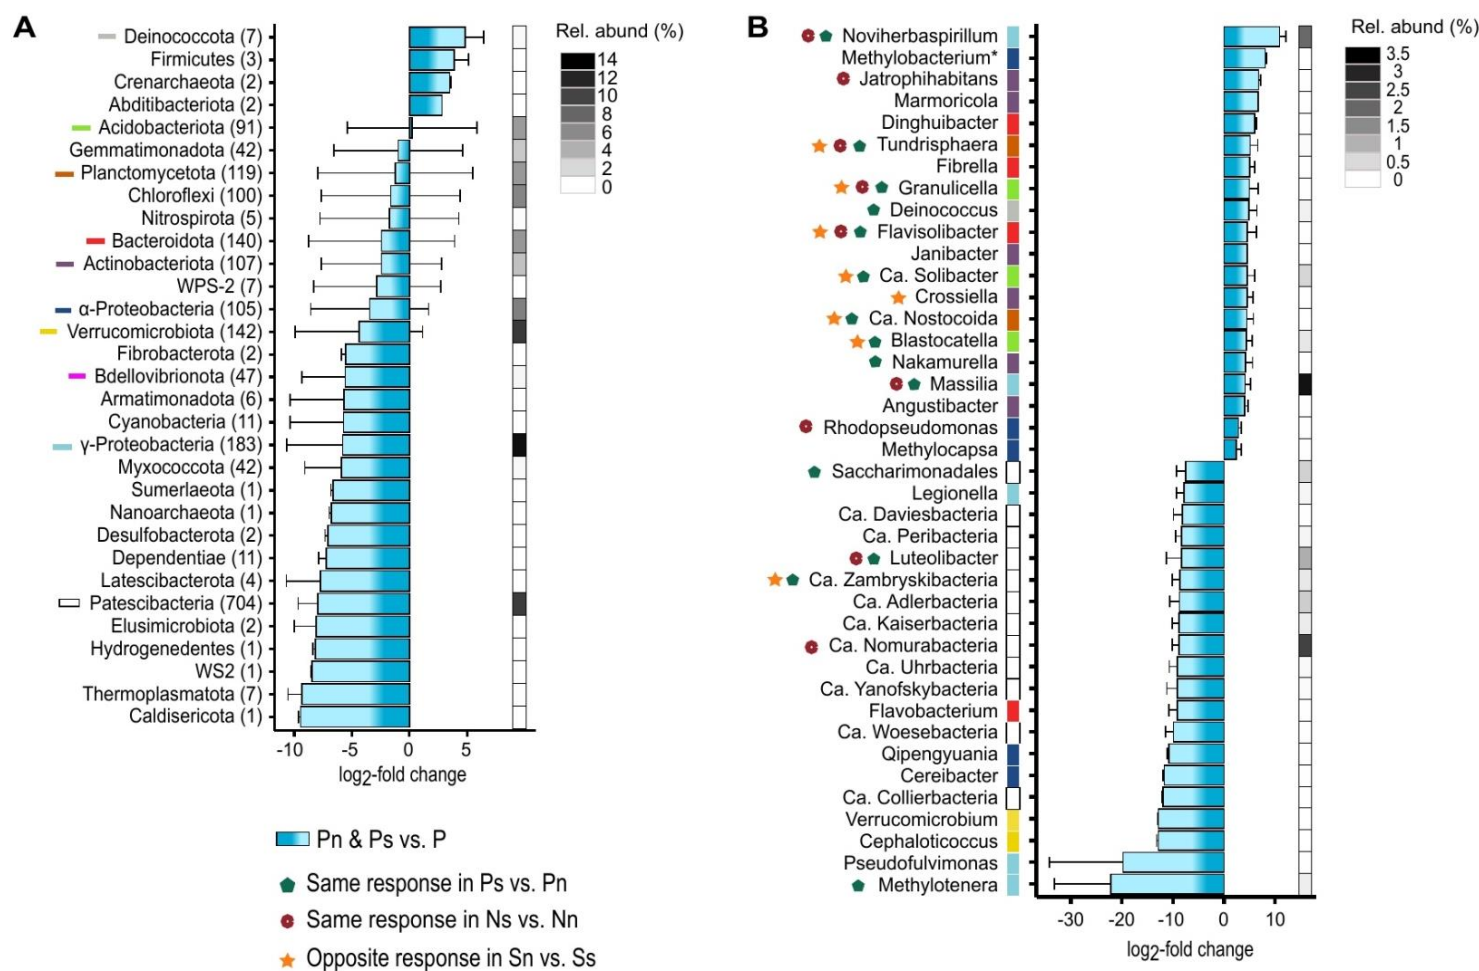 A
Rel. abund (%)
Deinococcota (7)
Firmicutes (3)
Crenarchaeota (2)
Abditibacteriota (2)
Acidobacteriota (91)
Gemmatimonadota (42)
Planctomycetota (119)
Chloroflexi (100)
Nitrospirota (5)
Bacteroidota (140)
Actinobacteriota (107)
WPS-2 (7)
α-Proteobacteria (105)
Verrucomicrobiota (142)
Fibrobacterota (2)
Bdellovibrionota (47)
Armatimonadota (6)
Cyanobacteria (11)
γ-Proteobacteria (183)
Myxococcota (42)
Sumerlaeota (1)
Nanoarchaeota (1)
Desulfobacterota (2)
Dependentiae (11)
Latescibacterota (4)
Patescibacteria (704)
Elusimicrobiota (2)
Hydrogenedentes (1)
WS2 (1)
Thermoplasmatota (7)
Caldisericota (1)
-10 -5 0 5
log2-fold change
14
12
10
8
6
4
2
0
Pn & Ps vs. P
Same response in Ps vs. Pn
Same response in Ns vs. Nn
Opposite response in Sn vs. Ss
B
Rel. abund (%)
Noviherbaspirillum
Methylobacterium*
Jatrophihabitans
Marmoricola
Dinghuibacter
Tundrisphaera
Fibrella
Granulicella
Deinococcus
Flavisolibacter
Janibacter
Ca. Solibacter
Crossiella
Ca. Nostocoida
Blastocatella
Nakamurella
Massilia
Angustibacter
Rhodopseudomonas
Methylocapsa
Saccharimonadales
Legionella
Ca. Daviesbacteria
Ca. Peribacteria
Luteolibacter
Ca. Zambryskibacteria
Ca. Adlerbacteria
Ca. Kaiserbacteria
Ca. Nomurabacteria
Ca. Uhrbacteria
Ca. Yanofskybacteria
Flavobacterium
Ca. Woesebacteria
Qipengyuania
Cereibacter
Ca. Collierbacteria
Verrucomicrobium
Cephaloticoccus
Pseudofulvimonas
Methylotenera
-30 -20 -10 0 10
log2-fold change
3.5
3
2.5
2
1.5
1
0.5
0